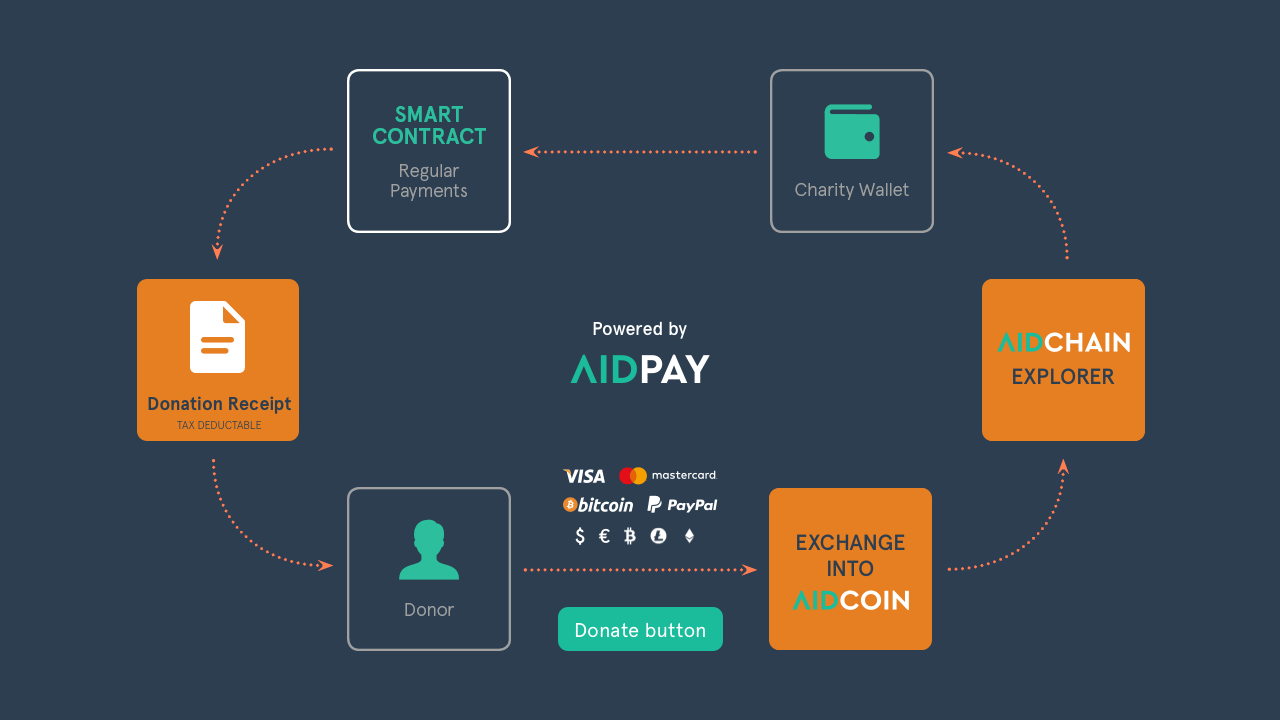 SMART
CONTRACT
Regular
Payments
Charity Wallet
Donation Receipt
TAX DEDUCTABLE
Powered by
AIDPAY
AIDCHAIN
EXPLORER
VISA mastercard
bitcoin PayPal
$ € ₿ Ł
Donor
Donate button
EXCHANGE
INTO
AIDCOIN